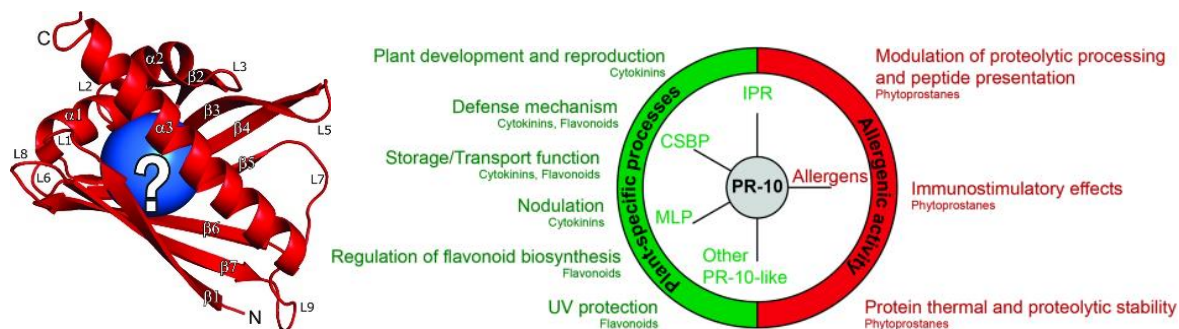 C
α2
β2
L3
L2
β3
α1
α3
β4
L5
L1
L8
L6
β5
L7
?
β6
β7
β1
N
L9
Plant development and reproduction
Cytokinins
Defense mechanism
Cytokinins, Flavonoids
Storage/Transport function
Cytokinins, Flavonoids
Nodulation
Cytokinins
Regulation of flavonoid biosynthesis
Flavonoids
UV protection
Flavonoids
Plant-specific processes
IPR
CSBP
PR-10
Allergens
MLP
Other
PR-10-like
Allergenic activity
Modulation of proteolytic processing
and peptide presentation
Phytoprostanes
Immunostimulatory effects
Phytoprostanes
Protein thermal and proteolytic stability
Phytoprostanes